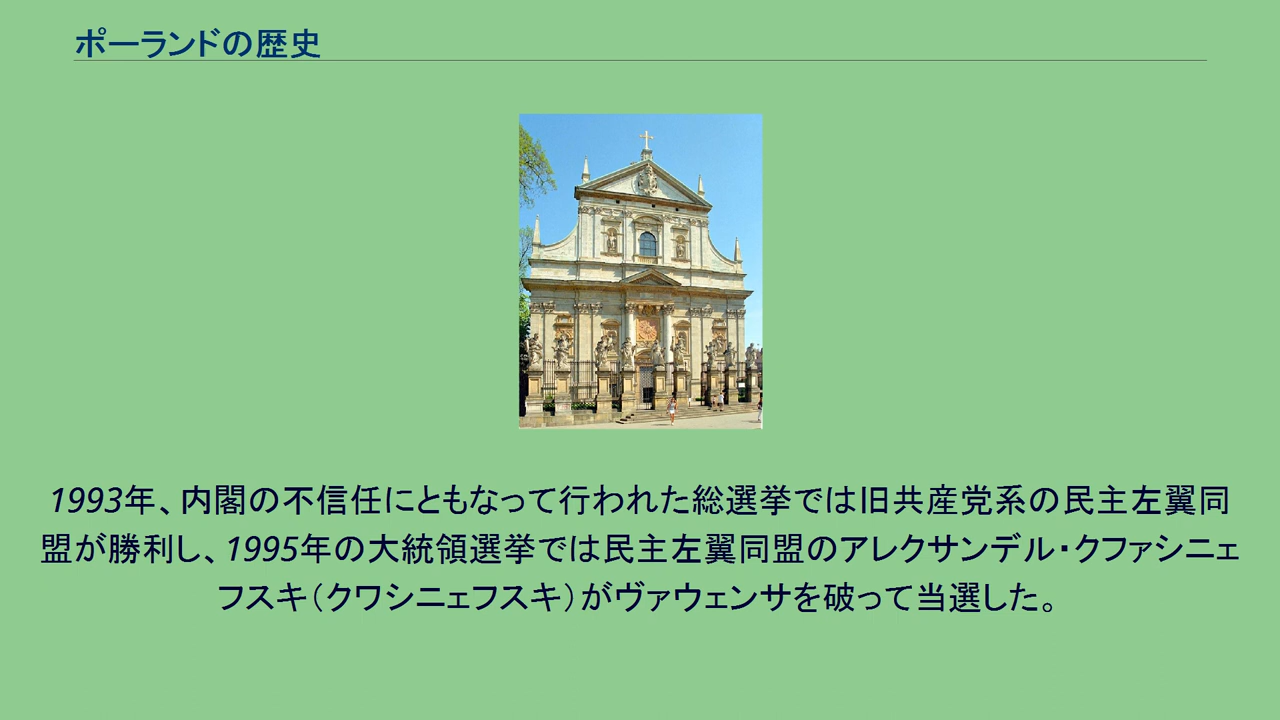 ポーランドの歴史
1993年、内閣の不信任にともなって行われた総選挙では旧共産党系の民主左翼同
盟が勝利し、1995年の大統領選挙では民主左翼同盟のアレクサンデル・クファシニェ
フスキ（クワシニェフスキ）がヴァウェンサを破って当選した。